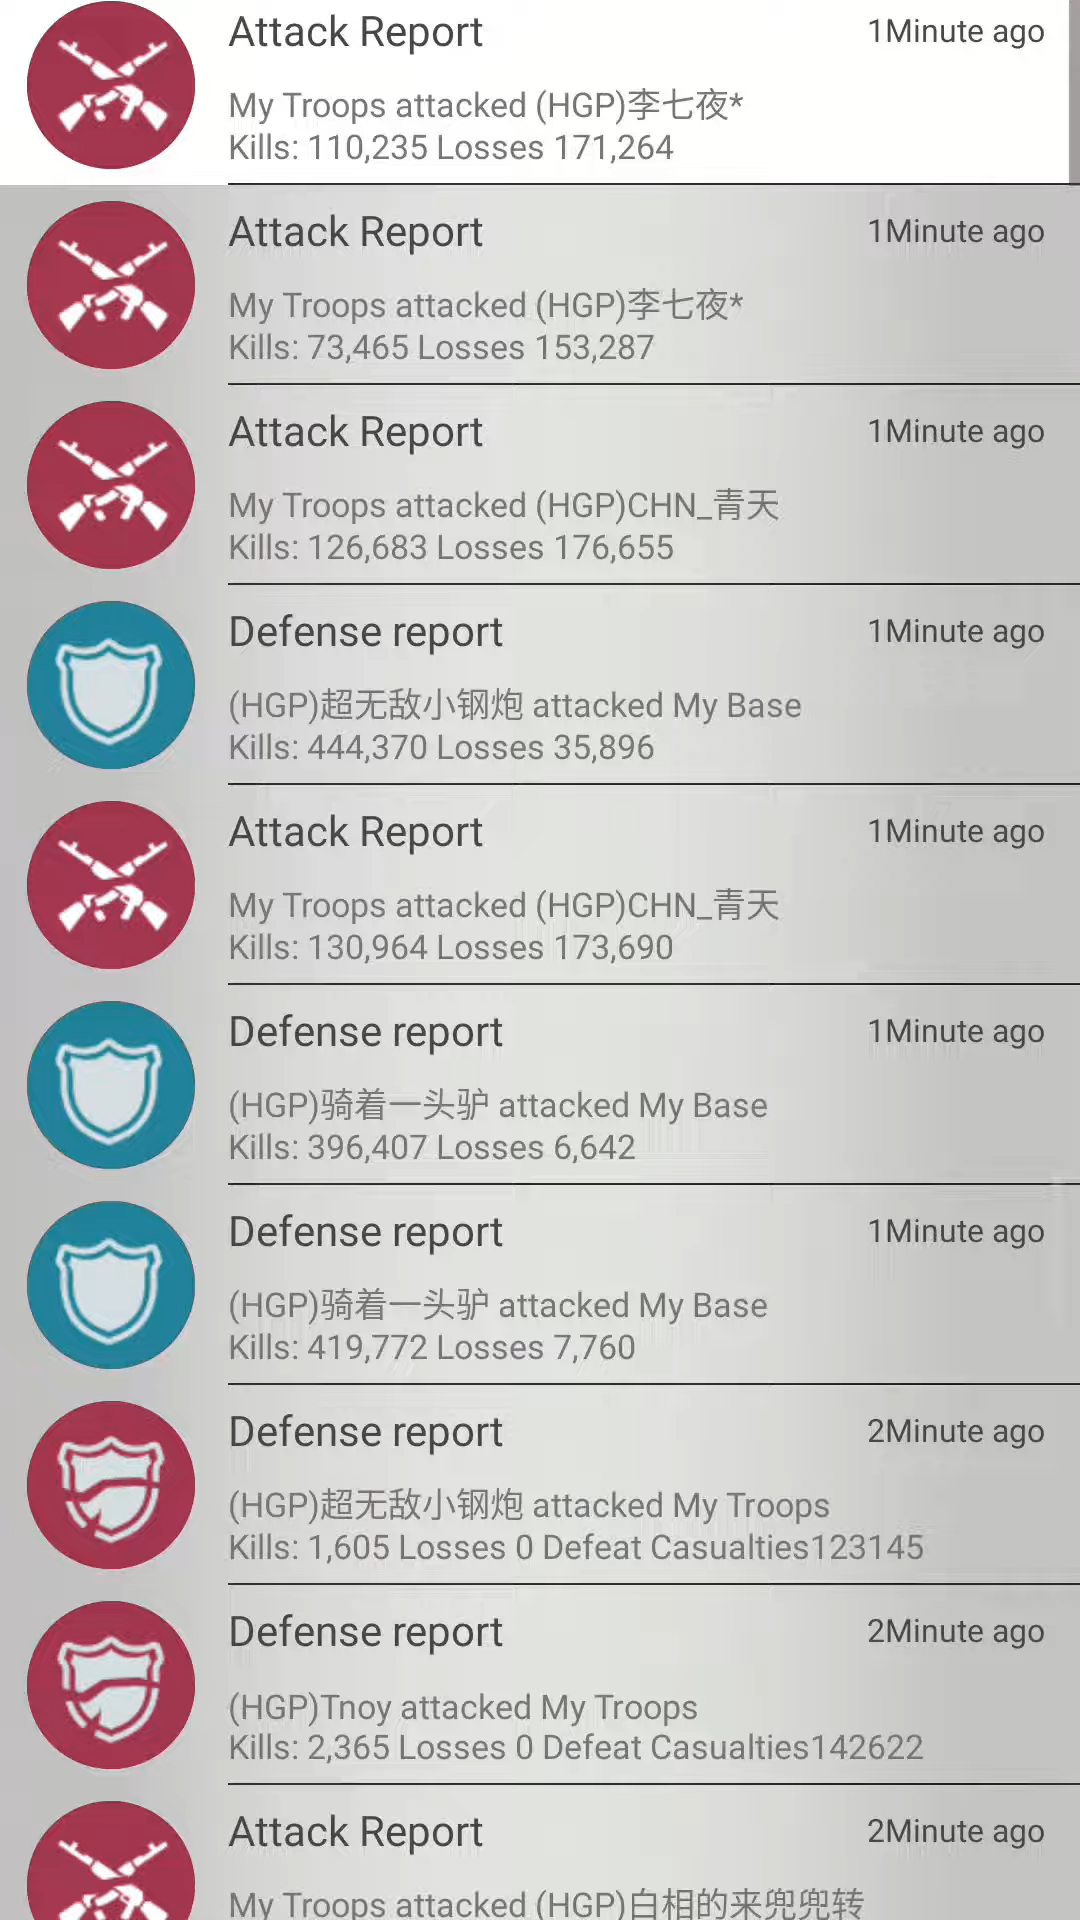 Attack Report
1Minute ago
My Troops attacked (HGP)李七夜*
Kills: 110,235 Losses 171,264
Attack Report
1Minute ago
My Troops attacked (HGP)李七夜*
Kills: 73,465 Losses 153,287
Attack Report
1Minute ago
My Troops attacked (HGP)CHN_青天
Kills: 126,683 Losses 176,655
Defense report
1Minute ago
(HGP)超无敌小钢炮 attacked My Base
Kills: 444,370 Losses 35,896
Attack Report
1Minute ago
My Troops attacked (HGP)CHN_青天
Kills: 130,964 Losses 173,690
Defense report
1Minute ago
(HGP)骑着一头驴 attacked My Base
Kills: 396,407 Losses 6,642
Defense report
1Minute ago
(HGP)骑着一头驴 attacked My Base
Kills: 419,772 Losses 7,760
Defense report
2Minute ago
(HGP)超无敌小钢炮 attacked My Troops
Kills: 1,605 Losses 0 Defeat Casualties123145
Defense report
2Minute ago
(HGP)Tnoy attacked My Troops
Kills: 2,365 Losses 0 Defeat Casualties142622
Attack Report
2Minute ago
My Troops attacked (HGP)白相的来兜兜转